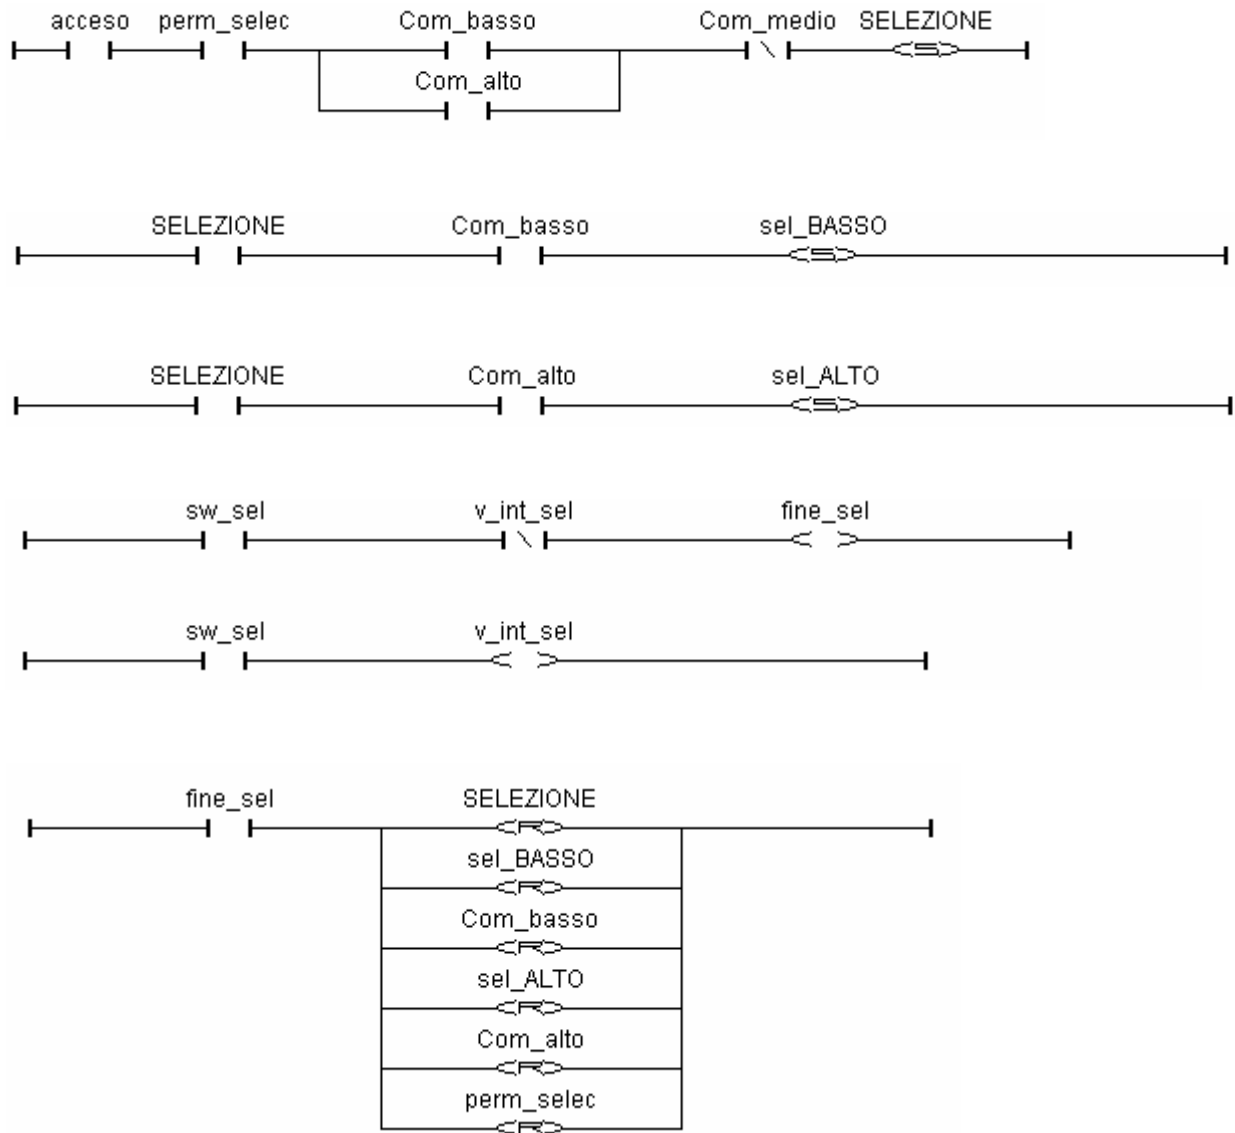 acceso perm_selec Com_basso Com_medio SELEZIONE
S
Com_alto
SELEZIONE Com_basso sel_BASSO
S
SELEZIONE Com_alto sel_ALTO
S
sw_sel v_int_sel fine_sel
sw_sel v_int_sel
fine_sel SELEZIONE
R
sel_BASSO
R
Com_basso
R
sel_ALTO
R
Com_alto
R
perm_selec
R